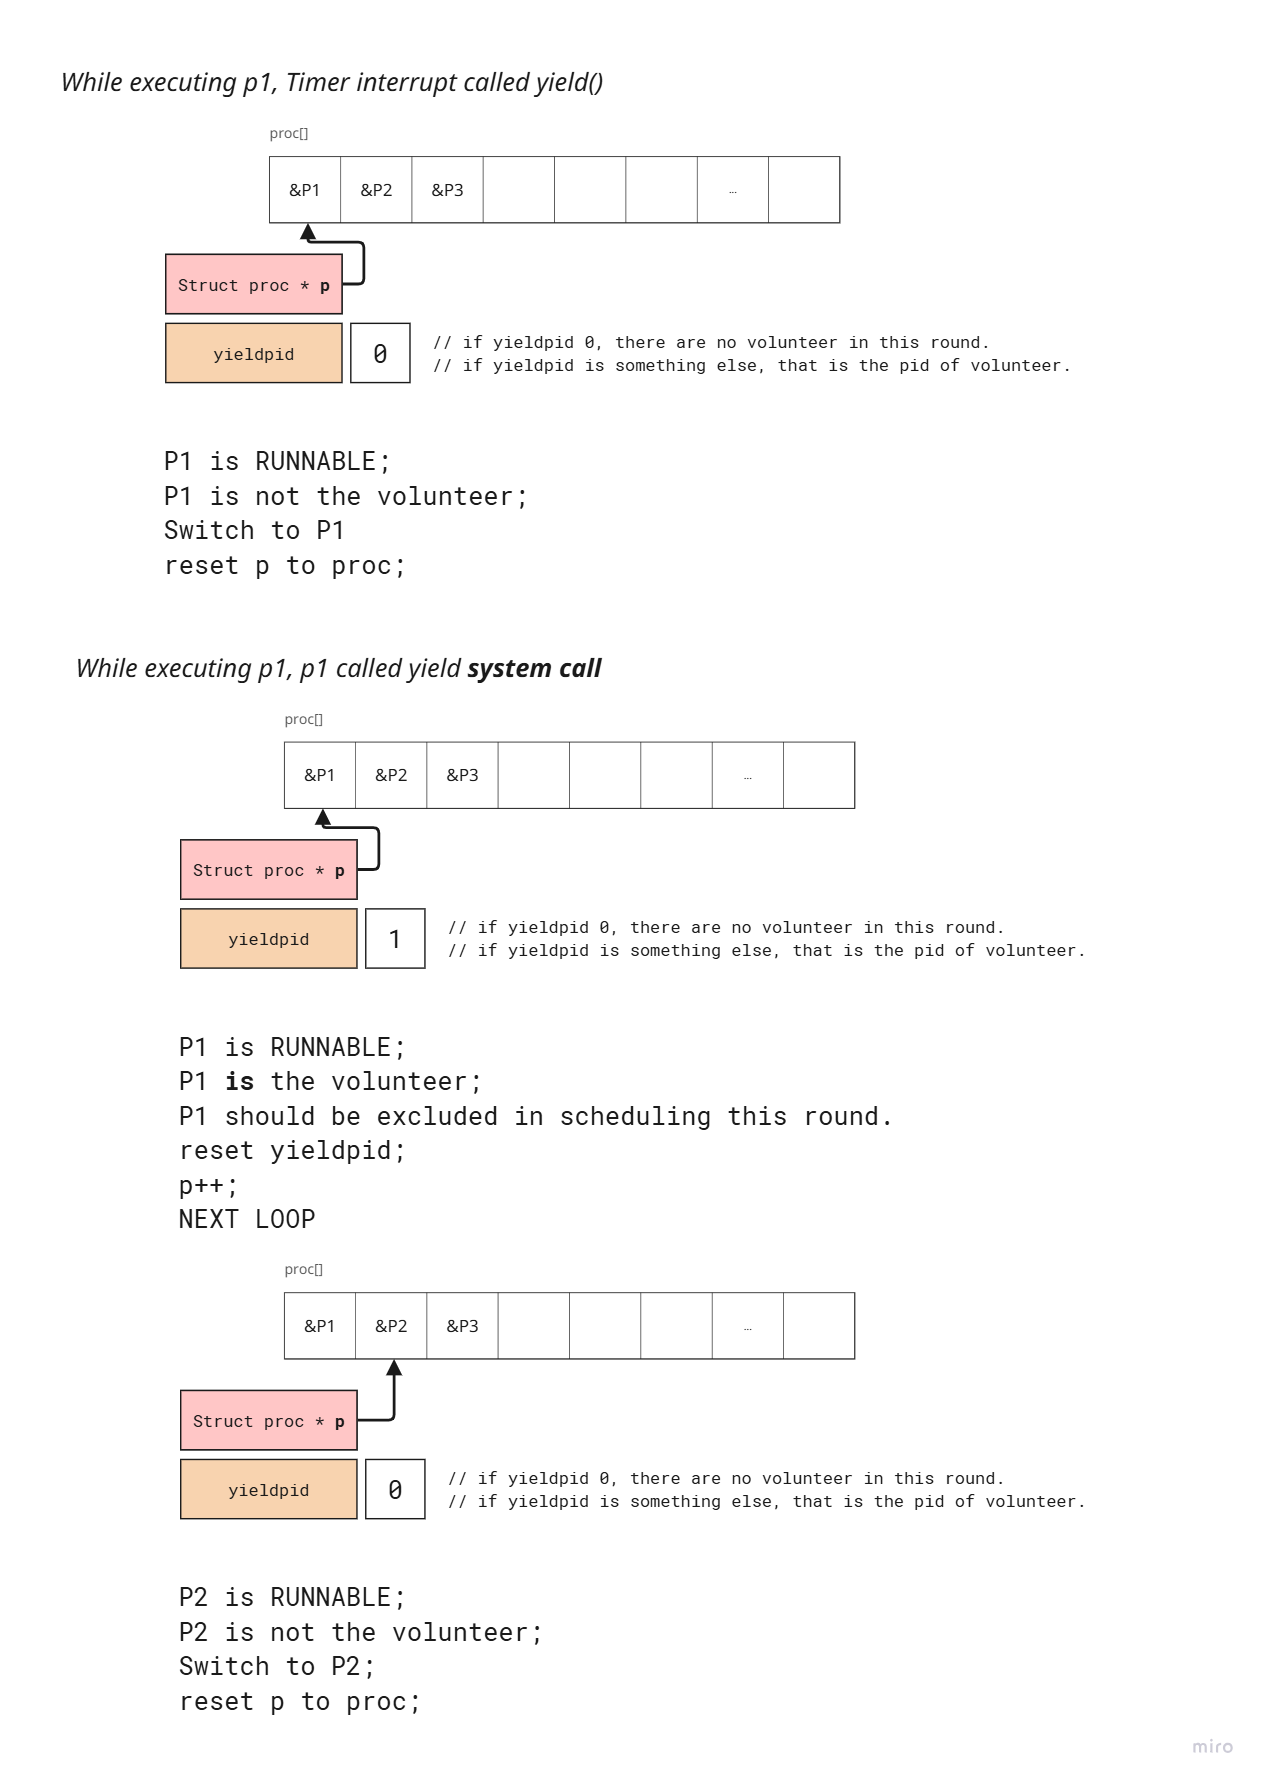 While executing p1, Timer interrupt called yield()
proc[]
&P1 &P2 &P3 ...
Struct proc * p
yieldpid 0 // if yieldpid 0, there are no volunteer in this round.
// if yieldpid is something else, that is the pid of volunteer.
P1 is RUNNABLE;
P1 is not the volunteer;
Switch to P1
reset p to proc;
While executing p1, p1 called yield system call
proc[]
&P1 &P2 &P3 ...
Struct proc * p
yieldpid 1 // if yieldpid 0, there are no volunteer in this round.
// if yieldpid is something else, that is the pid of volunteer.
P1 is RUNNABLE;
P1 is the volunteer;
P1 should be excluded in scheduling this round.
reset yieldpid;
p++;
NEXT LOOP
proc[]
&P1 &P2 &P3 ...
Struct proc * p
yieldpid 0 // if yieldpid 0, there are no volunteer in this round.
// if yieldpid is something else, that is the pid of volunteer.
P2 is RUNNABLE;
P2 is not the volunteer;
Switch to P2;
reset p to proc;
miro